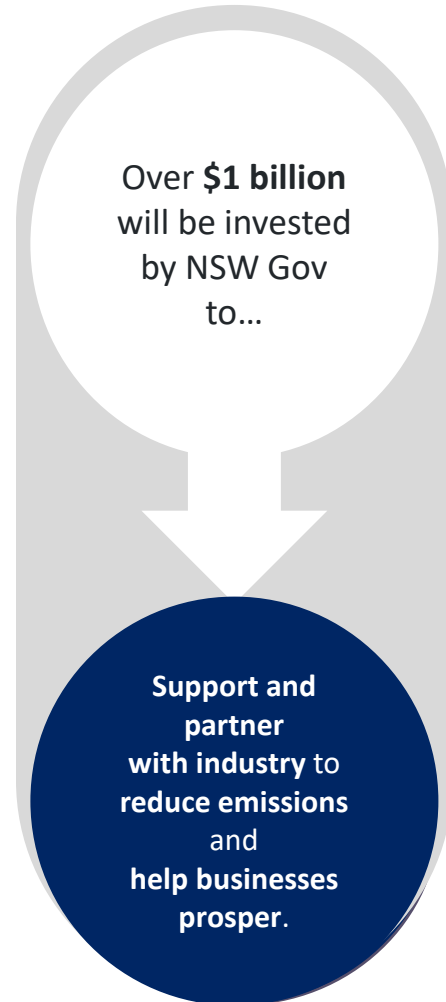 Over $1 billion
will be invested
by NSW Gov
to...
Support and
partner
with industry to
reduce emissions
and
help businesses
prosper.